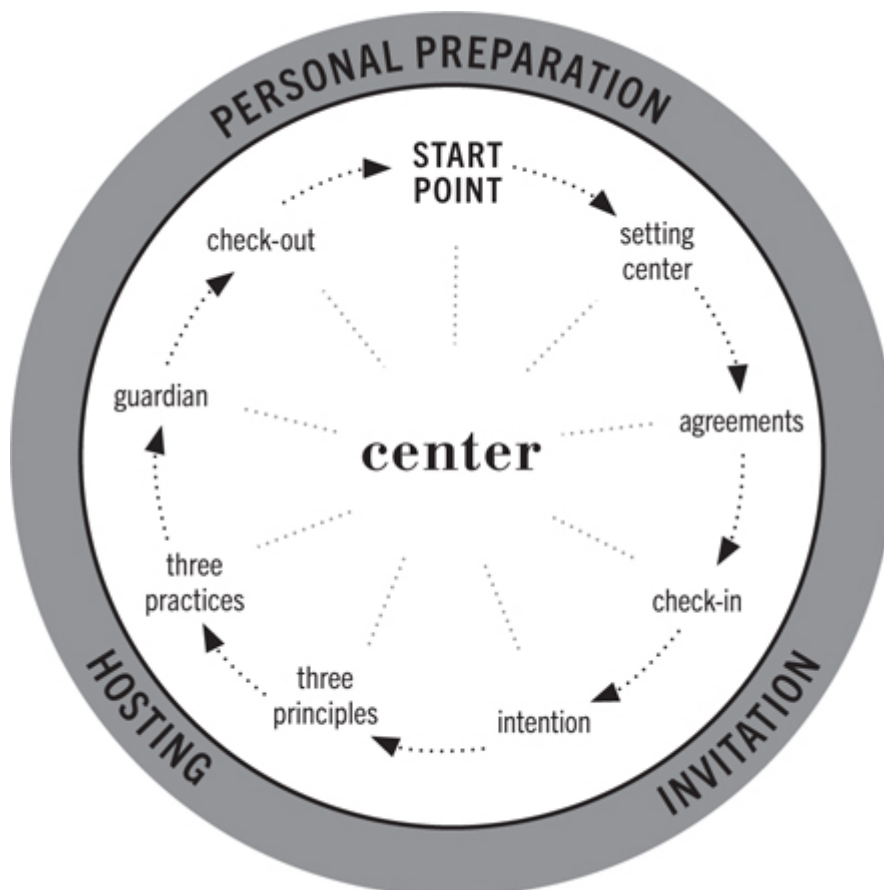 PERSONAL PREPARATION
START
POINT
setting
center
agreements
check-in
intention
three
principles
three
practices
guardian
check-out
center
HOSTING
INVITATION